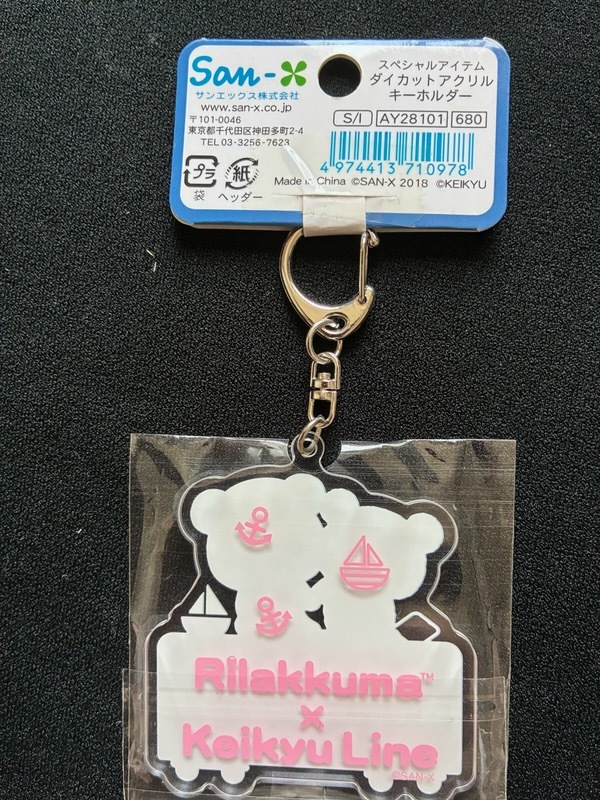 San-X
サンエックス株式会社
www.san-x.co.jp
〒101-0046
東京都千代田区神田多町2-4
TEL 03-3256-7623
プラ
袋
紙
ヘッダー
スペシャルアイテム
ダイカットアクリル
キーホルダー
S/I AY28101 680
4 974413 710978
Made in China ©SAN-X 2018 ©KEIKYU
Rilakkuma™
×
Keikyu Line
©SAN-X